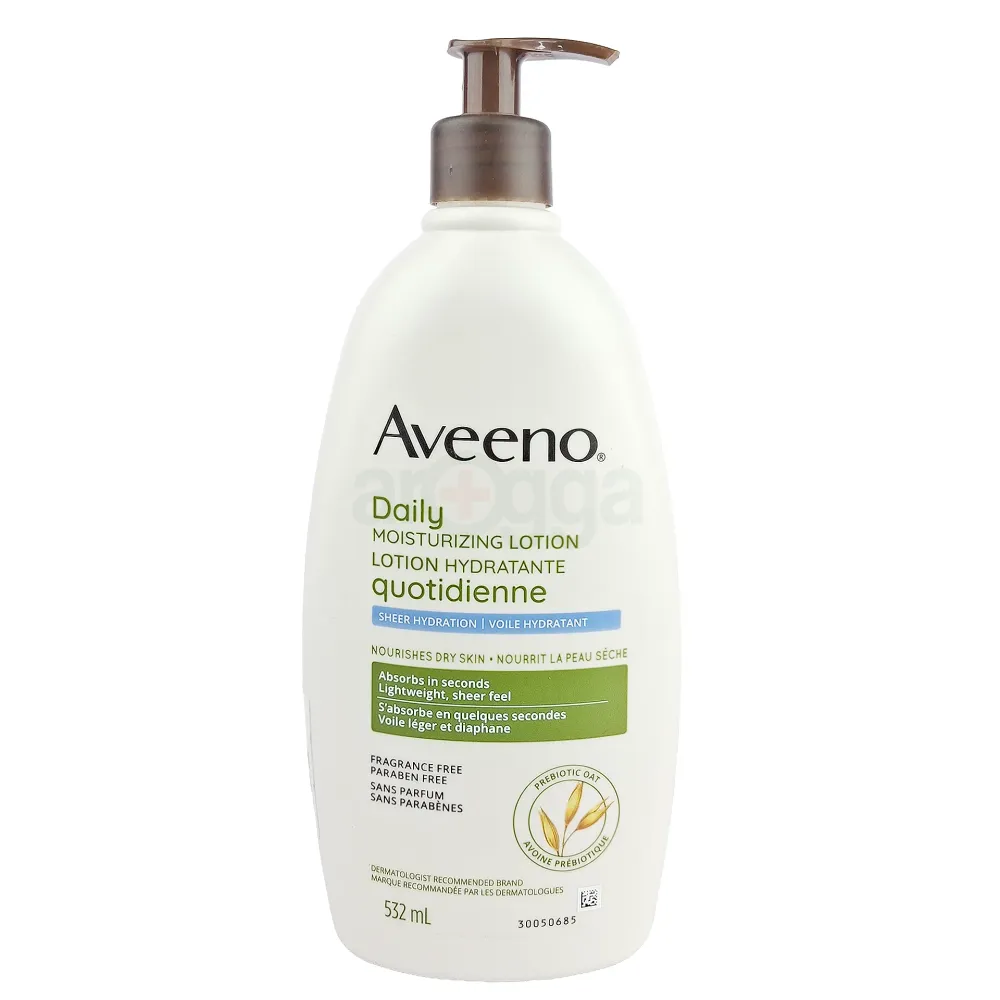 Aveeno®
arogga
Daily
MOISTURIZING LOTION
LOTION HYDRATANTE
quotidienne
SHEER HYDRATION | VOILE HYDRATANT
NOURISHES DRY SKIN • NOURRIT LA PEAU SÈCHE
Absorbs in seconds
Lightweight, sheer feel
S'absorbe en quelques secondes
Voile léger et diaphane
FRAGRANCE FREE
PARABEN FREE
SANS PARFUM
SANS PARABÈNES
PREBIOTIC OAT
AVOINE PRÉBIOTIQUE
DERMATOLOGIST RECOMMENDED BRAND
MARQUE RECOMMANDÉE PAR LES DERMATOLOGUES
532 mL
30050685